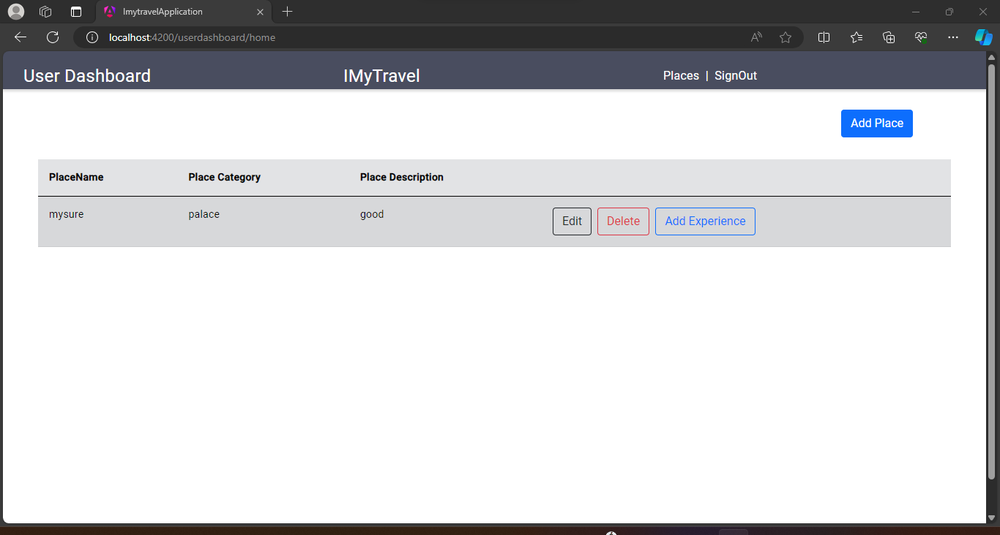 ImytravelApplication
localhost:4200/userdashboard/home
User Dashboard IMyTravel Places | SignOut
Add Place
PlaceName Place Category Place Description
mysure palace good Edit Delete Add Experience